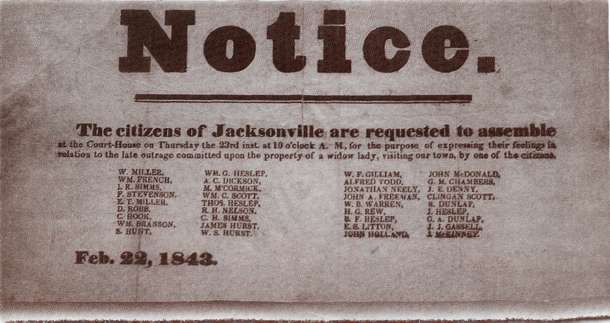 Notice.
The citizens of Jacksonville are requested to assemble
at the Court-House on Thursday the 23rd inst. at 10 o'clock A. M., for the purpose of expressing their feelings in
relation to the late outrage committed upon the property of a widow lady, visiting our town, by one of the citizens.
W. MILLER,
WM. FRENCH,
J. R. SIMMS,
F. STEVENSON,
E. T. MILLER,
D. ROBB,
C. HOOK,
WM. BRANSON,
S. HUNT,
WM. G. HESLEP,
A. C. DICKSON,
M. M'CORMICK,
WM. C. SCOTT,
THOS. HESLEP,
R. H. NELSON,
C. H. SIMMS,
JAMES HURST,
W. S. HURST.
W. F. GILLIAM,
ALFRED TODD,
JONATHAN NEELY,
JOHN A. FREEMAN,
W. B. WARREN,
H. G. REW,
B. F. HESLEP,
E. S. LITTON,
JOHN HOLLAND,
JOHN McDONALD,
G. M. CHAMBERS,
J. E. DENNY,
CLINGAN SCOTT,
R. DUNLAP,
J. HESLEP,
C. A. DUNLAP,
J. J. GASSELL,
J. McKINNEY.
Feb. 22, 1843.